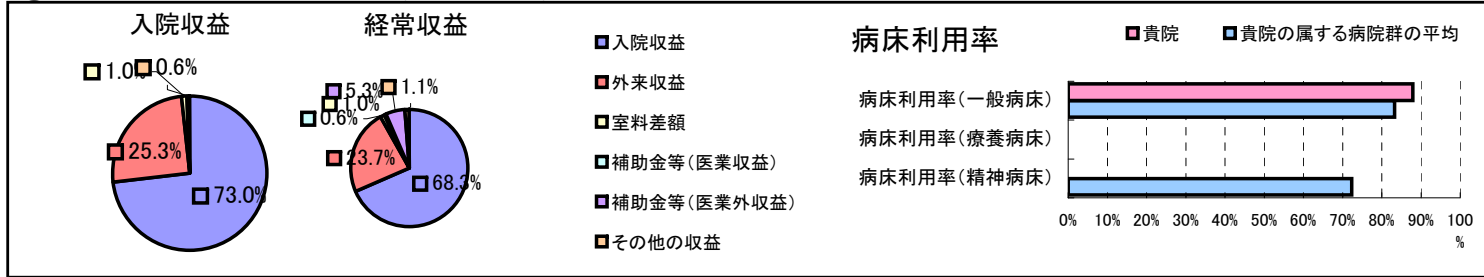 入院収益
1.0%
0.6%
25.3%
73.0%
経常収益
5.3%
1.1%
1.0%
0.6%
23.7%
68.3%
入院収益
外来収益
室料差額
補助金等(医業収益)
補助金等(医業外収益)
その他の収益
病床利用率
貴院
貴院の属する病院群の平均
病床利用率(一般病床)
病床利用率(療養病床)
病床利用率(精神病床)
0% 10% 20% 30% 40% 50% 60% 70% 80% 90% 100
%